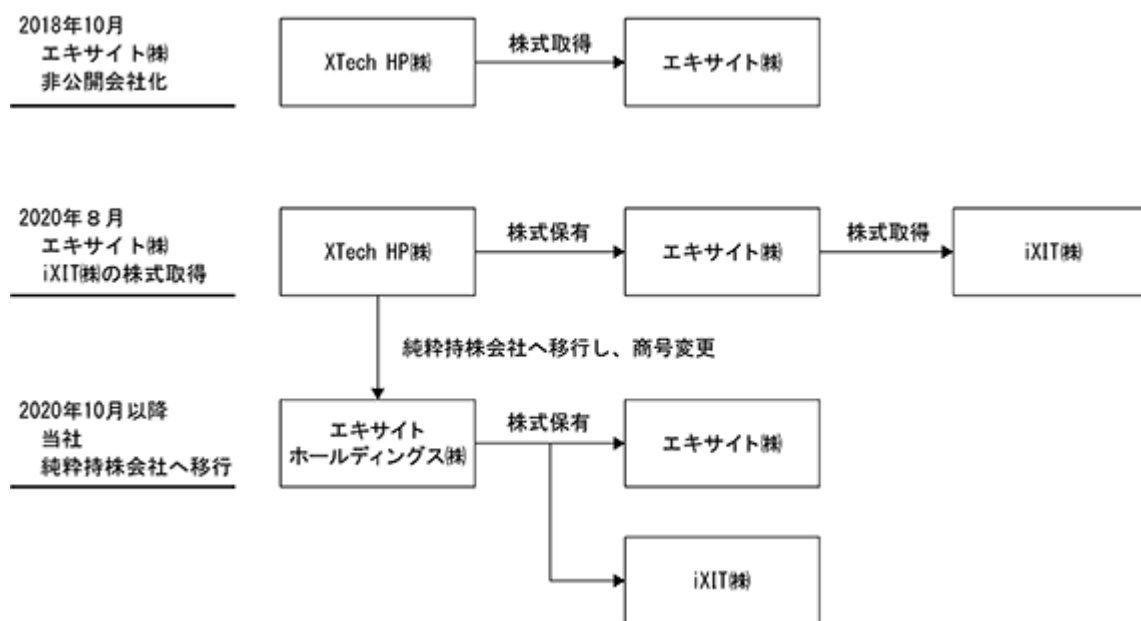 2018年10月
エキサイト㈱
非公開会社化
XTech HP㈱
株式取得
エキサイト㈱
2020年８月
エキサイト㈱
iXIT㈱の株式取得
XTech HP㈱
株式保有
エキサイト㈱
株式取得
iXIT㈱
純粋持株会社へ移行し、商号変更
2020年10月以降
当社
純粋持株会社へ移行
エキサイト
ホールディングス㈱
株式保有
エキサイト㈱
iXIT㈱